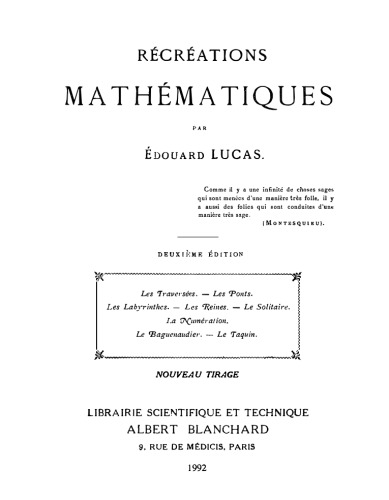 RÉCRÉATIONS
MATHÉMATIQUES
PAR
ÉDOUARD LUCAS.
Comme il y a une infinité de choses sages
qui sont menées d'une manière très folle, il y
a aussi des folies qui sont conduites d'une
manière très sage.
(MONTESQUIEU).
DEUXIÈME ÉDITION
Les Traversées. — Les Ponts.
Les Labyrinthes. — Les Reines. — Le Solitaire.
La Numération.
Le Baguenaudier. — Le Taquin.
NOUVEAU TIRAGE
LIBRAIRIE SCIENTIFIQUE ET TECHNIQUE
ALBERT BLANCHARD
9, RUE DE MÉDICIS, PARIS
1992